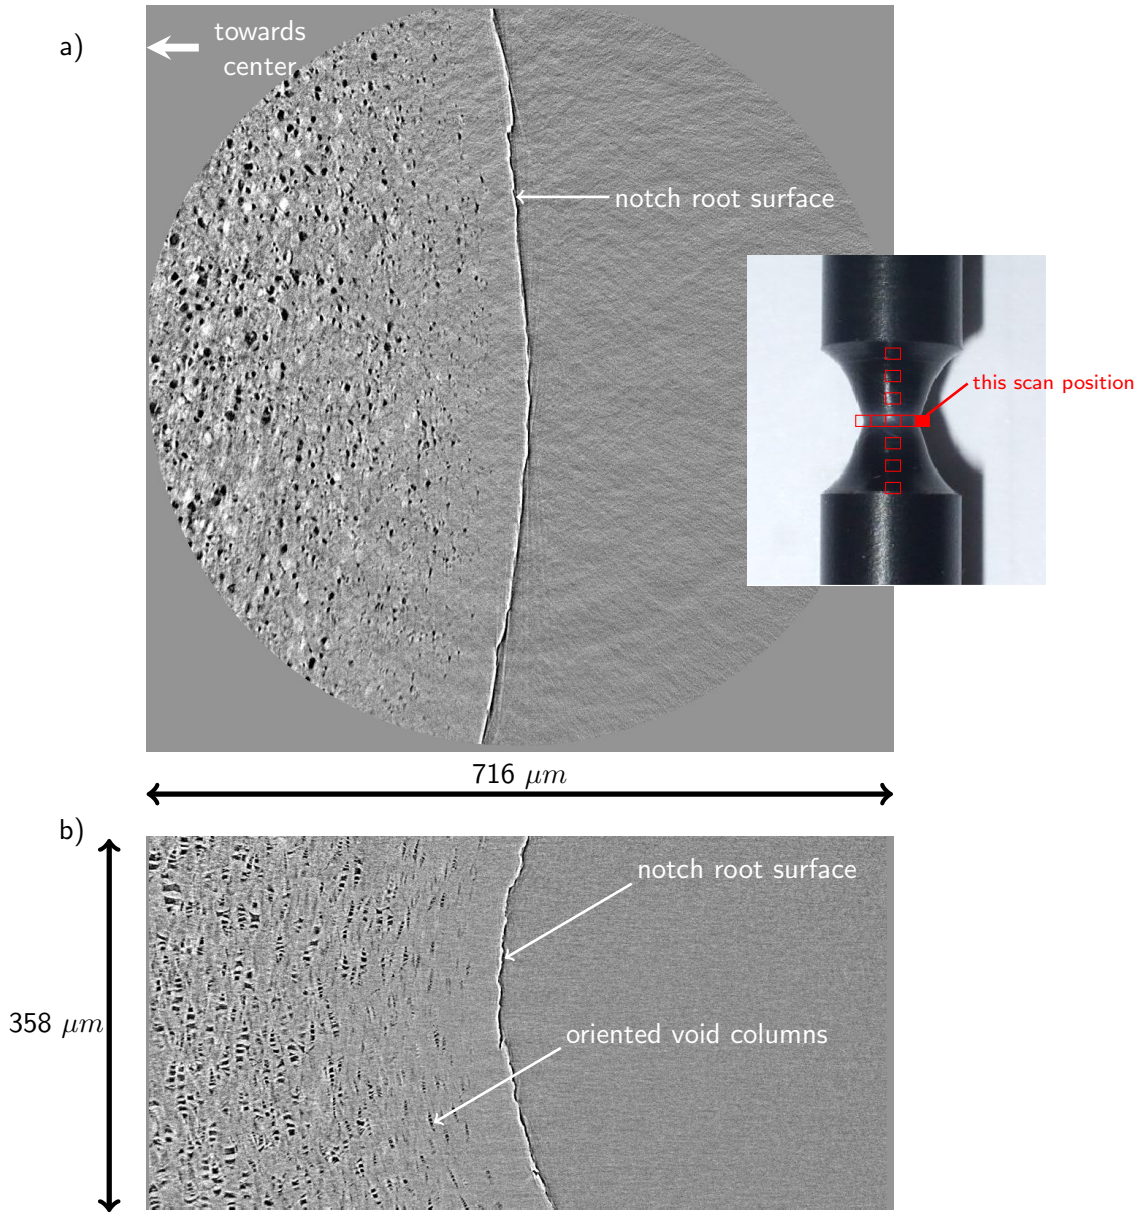 a)
towards
center
notch root surface
this scan position
716 μm
b)
notch root surface
358 μm
oriented void columns